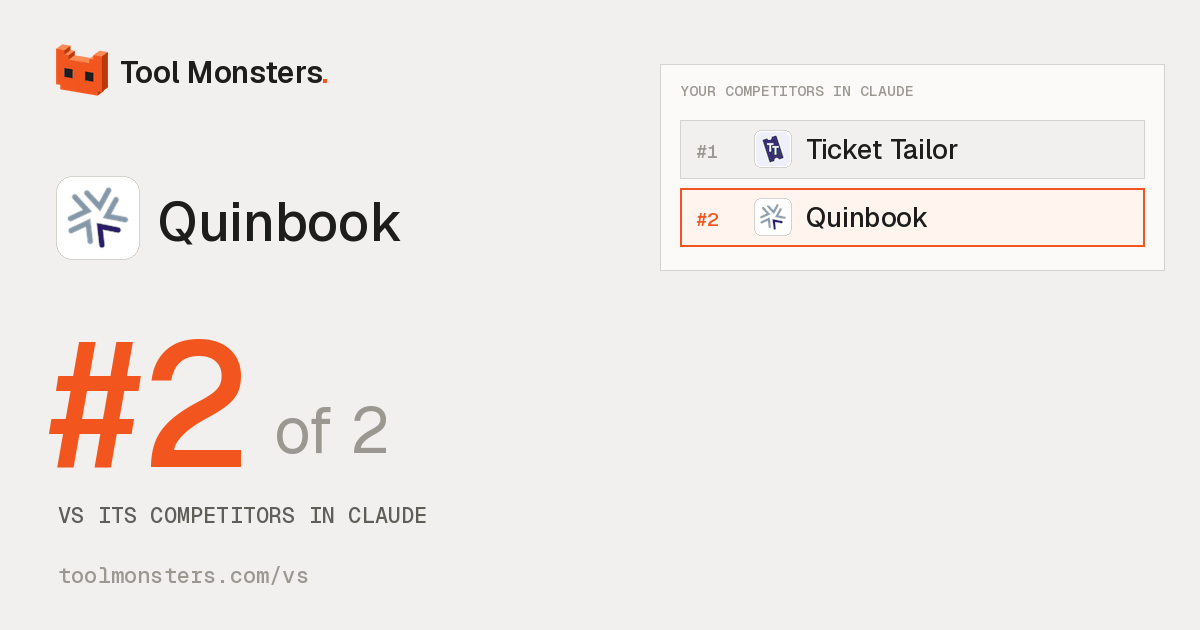 Tool Monsters.
Quinbook
#2 of 2
VS ITS COMPETITORS IN CLAUDE
toolmonsters.com/vs
YOUR COMPETITORS IN CLAUDE
#1 TT Ticket Tailor
#2 Quinbook